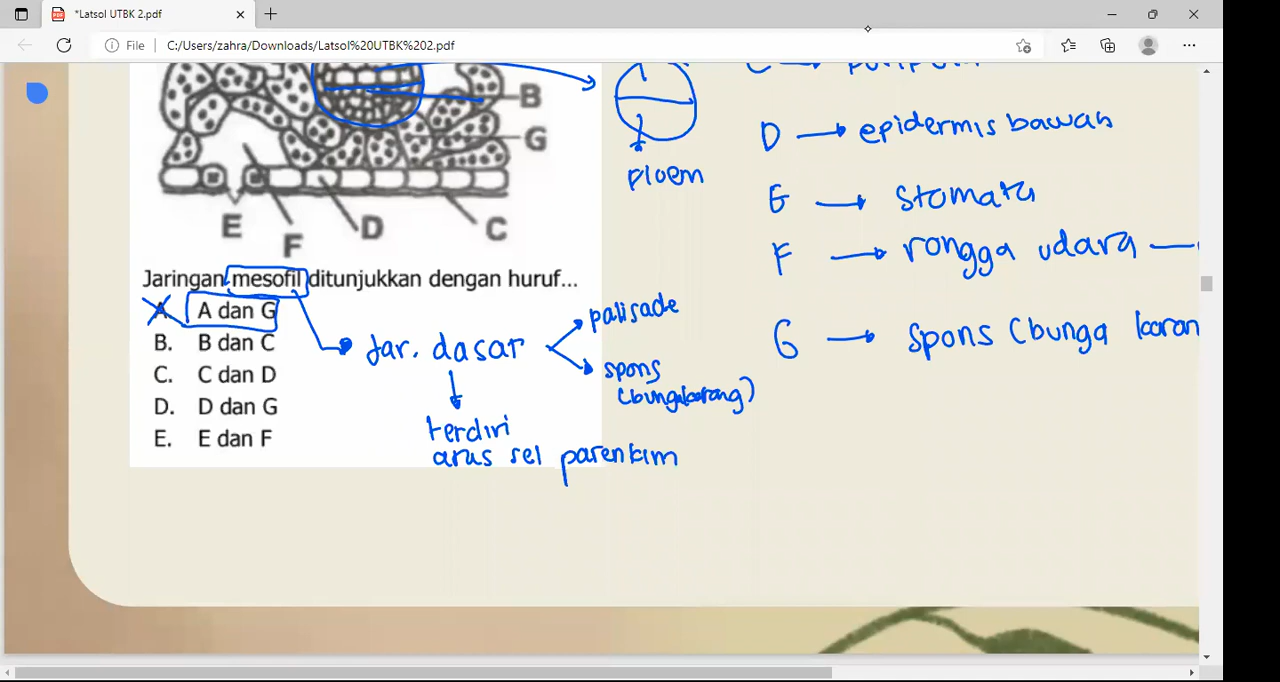 *Latsol UTBK 2.pdf
File C:/Users/zahra/Downloads/Latsol%20UTBK%202.pdf
B
G
E
F
D
C
ploem
D → epidermis bawah
E → stomata
F → rongga udara
G → spons (bunga karan
Jaringan mesofil ditunjukkan dengan huruf...
A. A dan G
B. B dan C
C. C dan D
D. D dan G
E. E dan F
Jar. dasar
palisade
spons
(bunga karang)
terdiri
atas sel parenkim